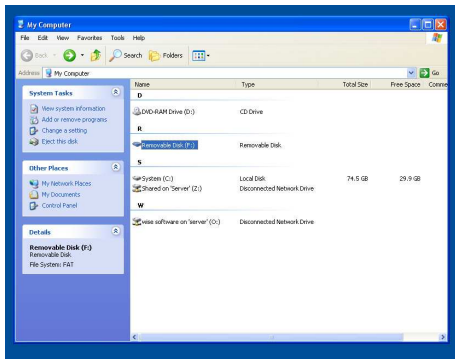 My Computer
File Edit View Favorites Tools Help
Back Search Folders
Address My Computer Go
Name Type Total Size Free Space Comme
System Tasks
View system information
Add or remove programs
Change a setting
Eject this disk
Other Places
My Network Places
My Documents
Control Panel
Details
Removable Disk (F:)
Removable Disk
File System: FAT
D
DVD-RAM Drive (D:) CD Drive
R
Removable Disk (F:) Removable Disk
S
System (C:) Local Disk 74.5 GB 29.9 GB
Shared on 'Server' (Z:) Disconnected Network Drive
W
wise software on 'server' (O:) Disconnected Network Drive